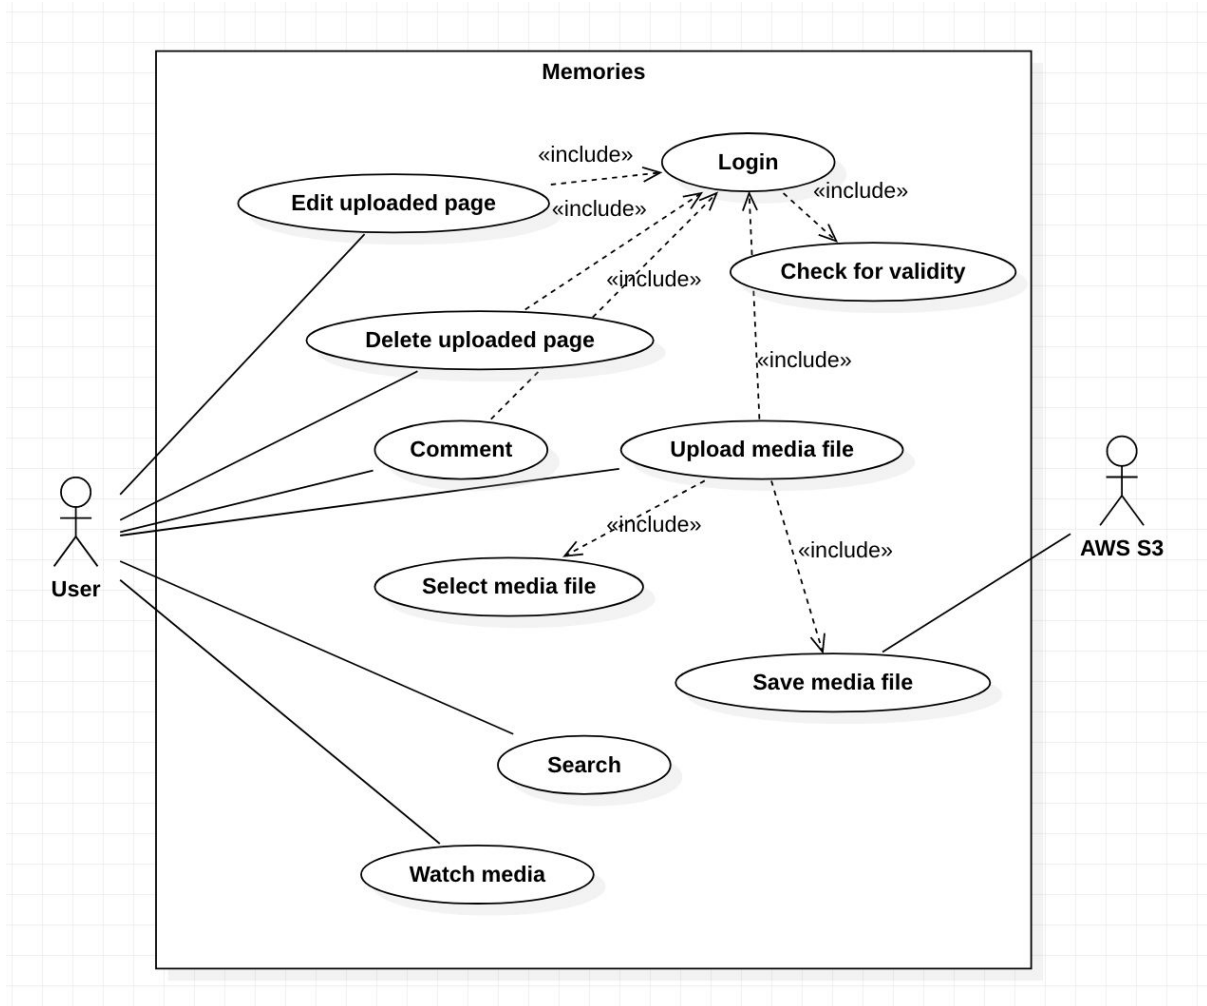 Memories
«include»
Login
«include»
Edit uploaded page
«include»
Check for validity
«include»
Delete uploaded page
«include»
Comment
Upload media file
«include»
«include»
AWS S3
Select media file
User
Save media file
Search
Watch media